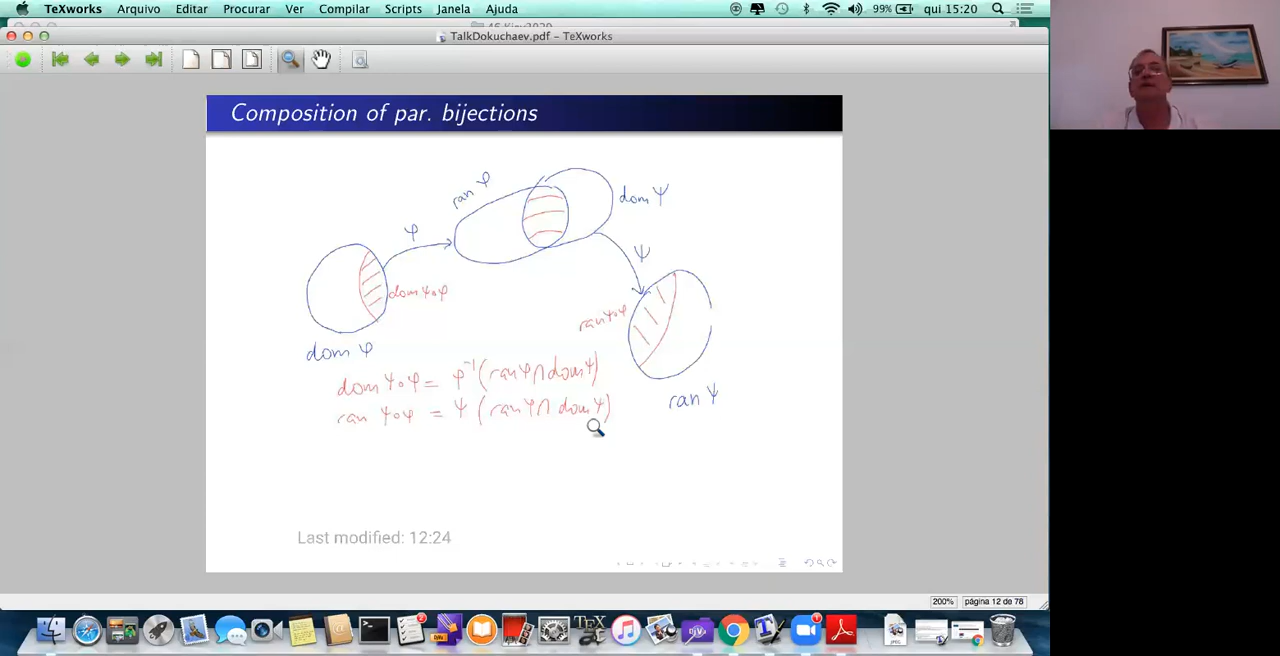 TeXworks Arquivo Editar Procurar Ver Compilar Scripts Janela Ajuda 99% qui 15:20
TalkDokuchaev.pdf – TeXworks
Composition of par. bijections
ran φ
dom ψ
φ
ψ
dom ψ∘φ
ran ψ∘φ
dom φ
dom ψ∘φ = φ⁻¹(ran φ ∩ dom ψ)
ran ψ
ran ψ∘φ = ψ (ran φ ∩ dom ψ)
Last modified: 12:24
200% página 12 de 78